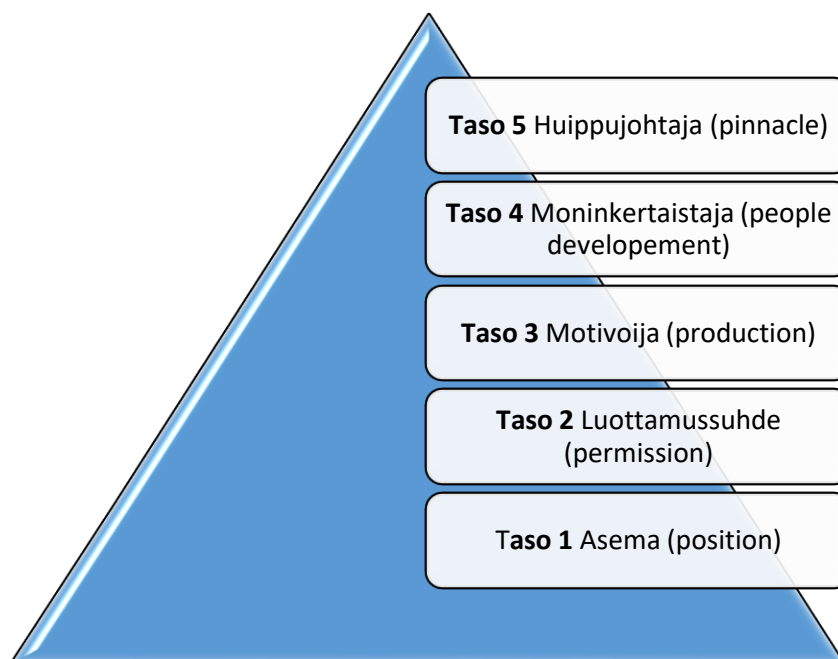 Taso 5 Huippujohtaja (pinnacle)
Taso 4 Moninkertaistaja (people
developement)
Taso 3 Motivoija (production)
Taso 2 Luottamussuhde
(permission)
Taso 1 Asema (position)